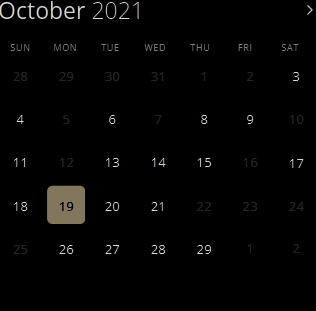 October 2021
SUN MON TUE WED THU FRI SAT
28 29 30 31 1 2 3
4 5 6 7 8 9 10
11 12 13 14 15 16 17
18 19 20 21 22 23 24
25 26 27 28 29 1 2